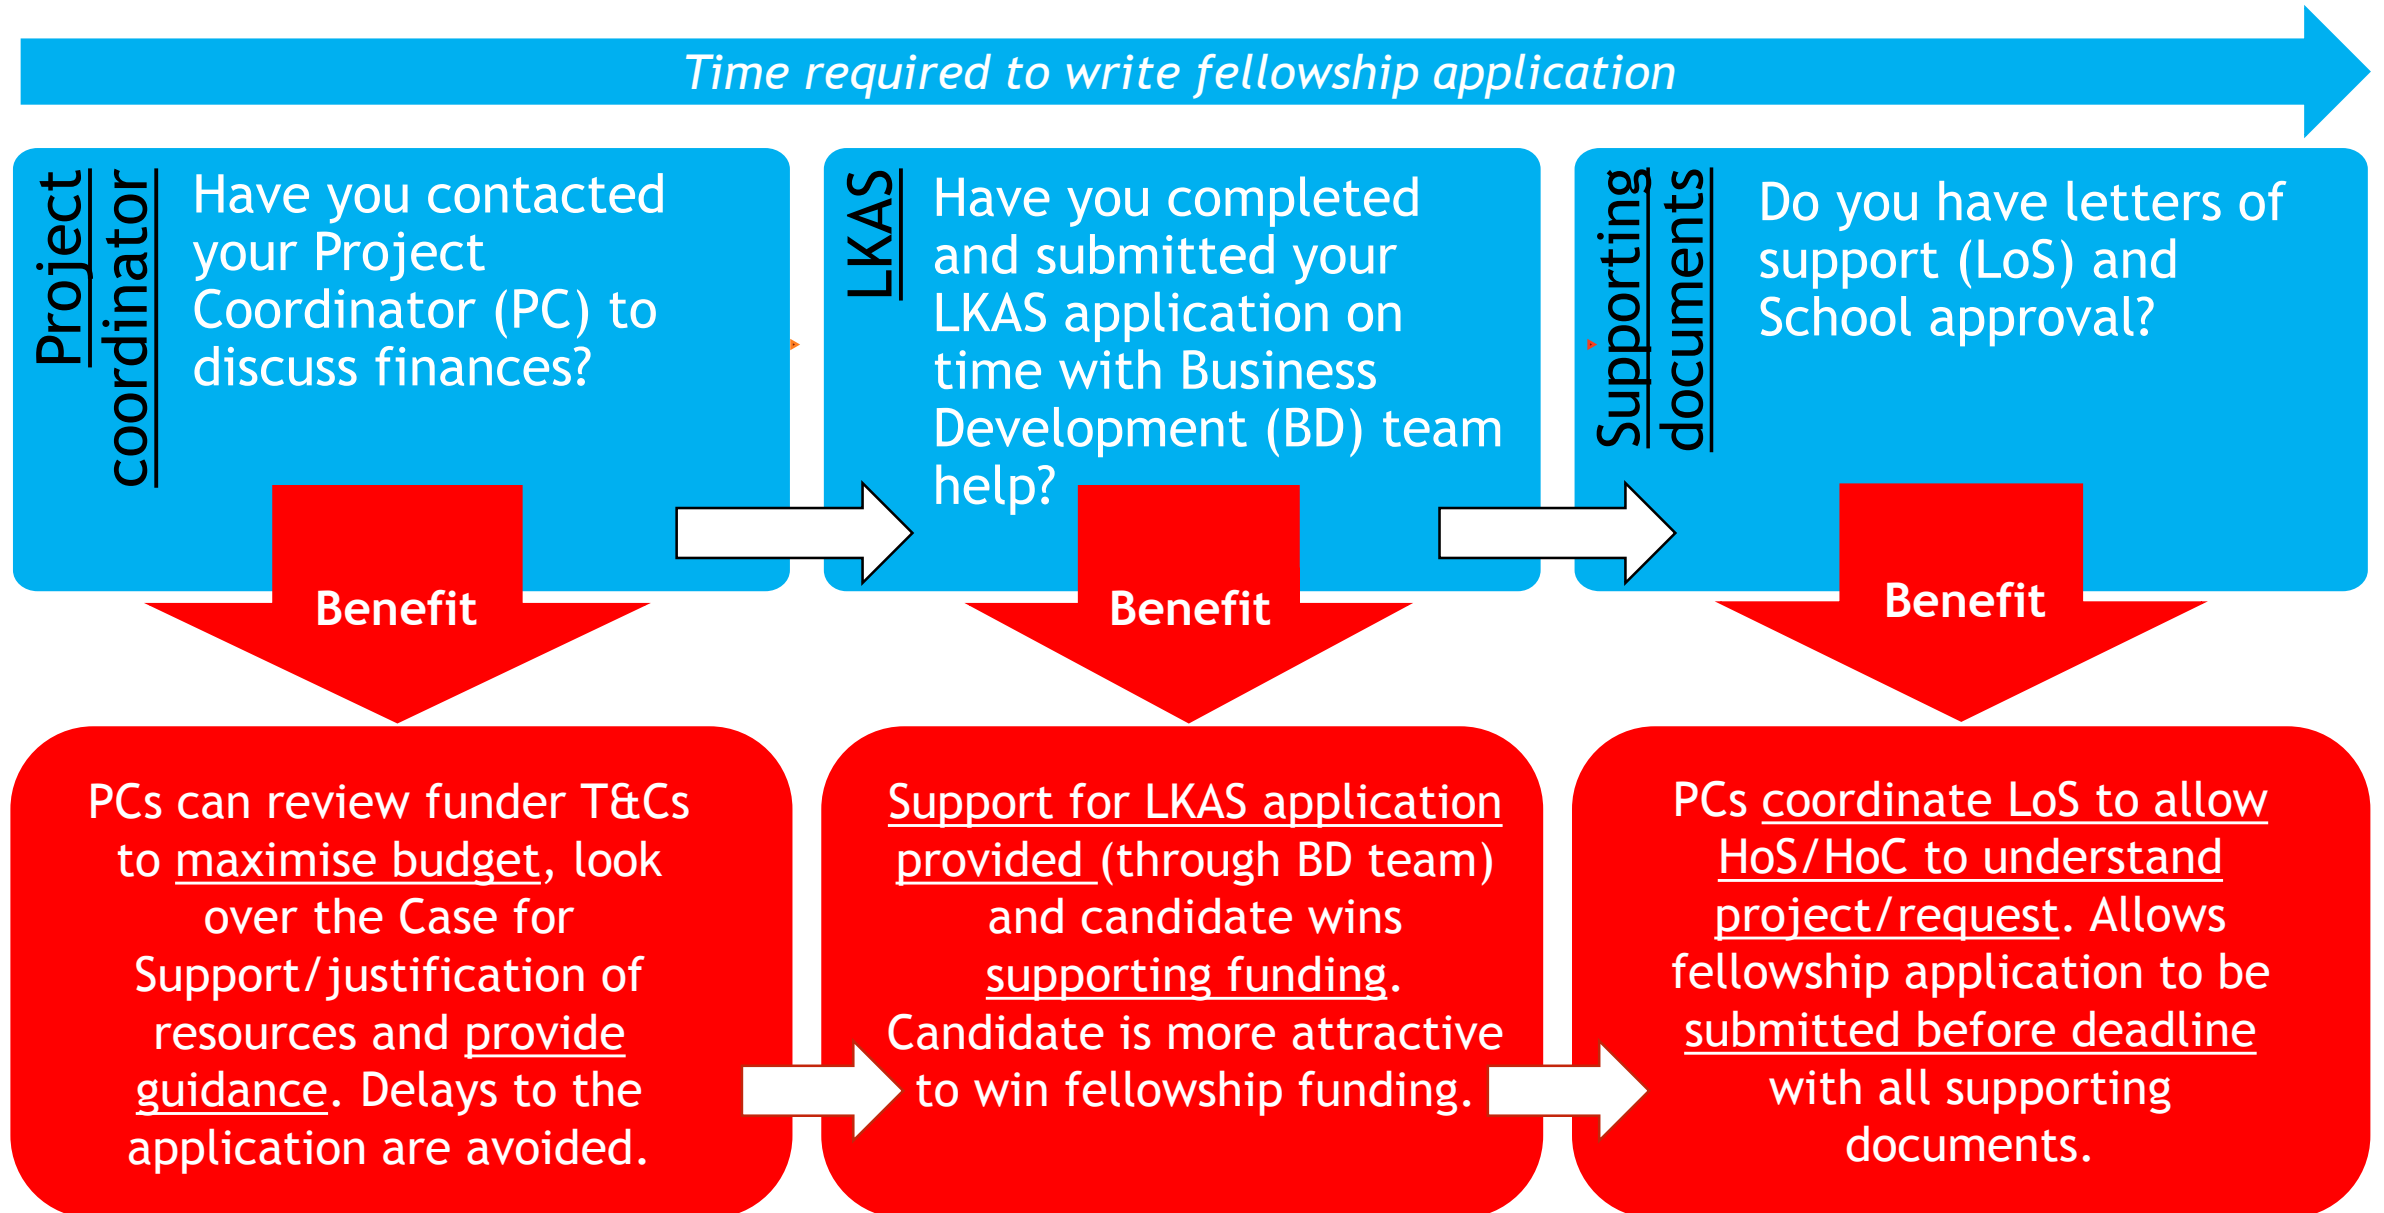 Time required to write fellowship application
Project
coordinator
Have you contacted
your Project
Coordinator (PC) to
discuss finances?
LKAS
Have you completed
and submitted your
LKAS application on
time with Business
Development (BD) team
help?
Supporting
documents
Do you have letters of
support (LoS) and
School approval?
Benefit
Benefit
Benefit
PCs can review funder T&Cs
to maximise budget, look
over the Case for
Support/justification of
resources and provide
guidance. Delays to the
application are avoided.
Support for LKAS application
provided (through BD team)
and candidate wins
supporting funding.
Candidate is more attractive
to win fellowship funding.
PCs coordinate LoS to allow
HoS/HoC to understand
project/request. Allows
fellowship application to be
submitted before deadline
with all supporting
documents.